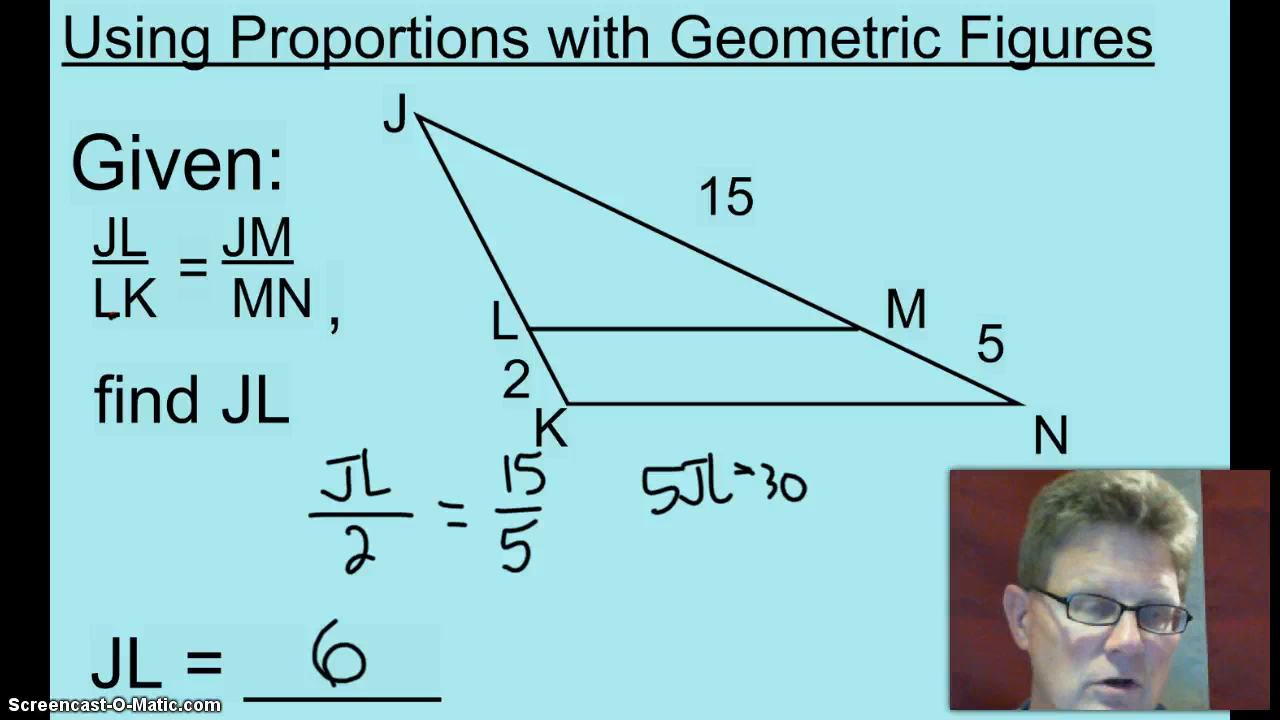 Using Proportions with Geometric Figures
J
Given:
15
JL = JM
LK MN ,
L
M
5
2
find JL
K
N
JL = 15 5JL = 30
2 5
JL = 6
Screencast-O-Matic.com